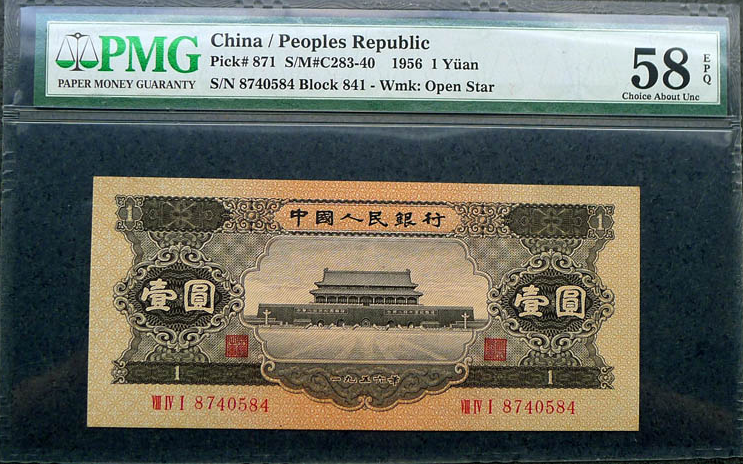 PMG
PAPER MONEY GUARANTY
China / Peoples Republic
Pick# 871 S/M#C283-40 1956 1 Yüan
S/N 8740584 Block 841 - Wmk: Open Star
58 EPQ
Choice About Unc
1 中國人民銀行 1
壹圓 壹圓
一九五六年
1 1
VIII IV I 8740584 VIII IV I 8740584